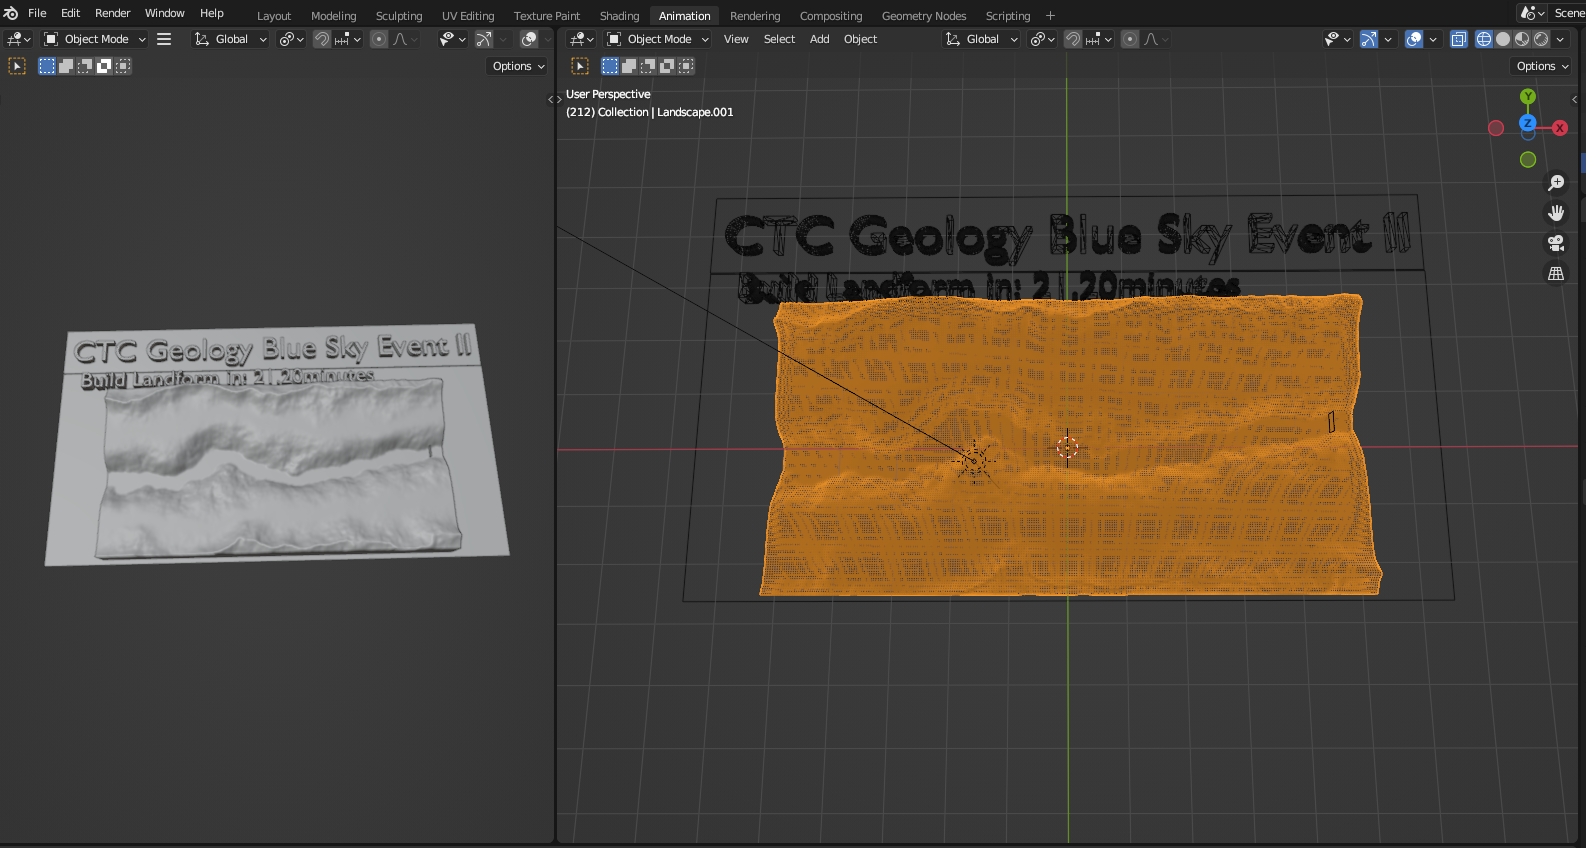 File Edit Render Window Help
Layout Modeling Sculpting UV Editing Texture Paint Shading Animation Rendering Compositing Geometry Nodes Scripting +
Scene
Object Mode Global
Object Mode View Select Add Object Global
Options
Options
User Perspective
(212) Collection | Landscape.001
Y
Z
X
CTC Geology Blue Sky Event II
Build Landform in: 21.20minutes
CTC Geology Blue Sky Event II
Build Landform in: 21.20minutes